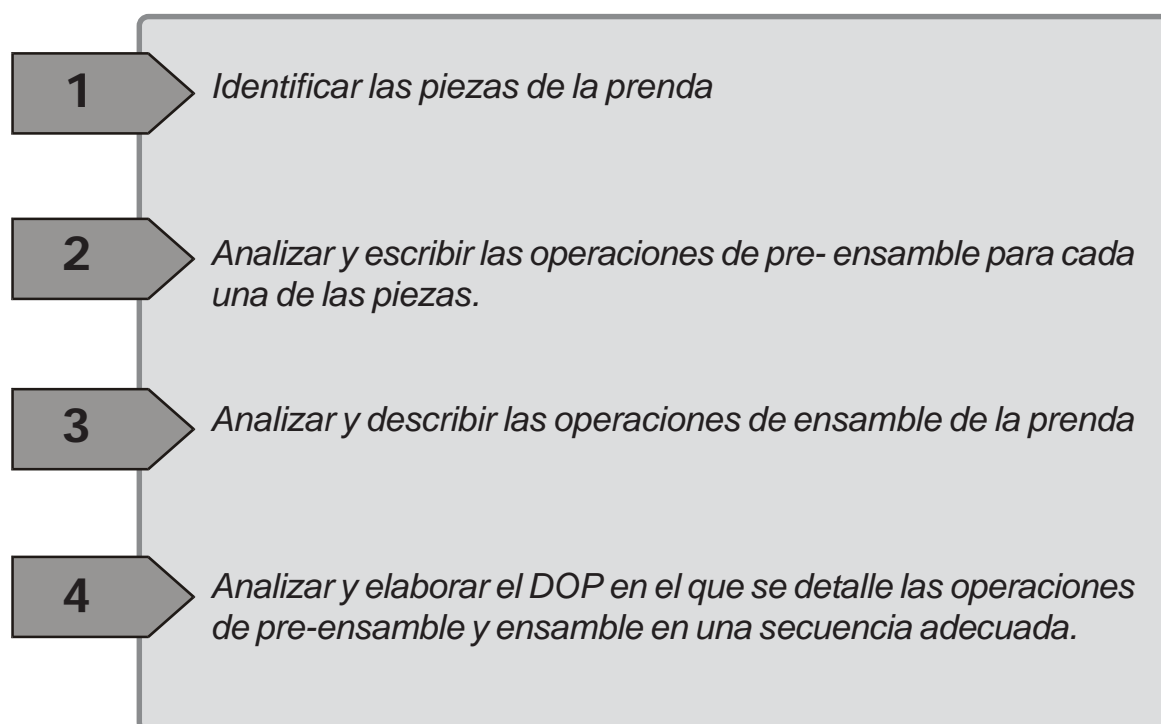 1
Identificar las piezas de la prenda
2
Analizar y escribir las operaciones de pre- ensamble para cada
una de las piezas.
3
Analizar y describir las operaciones de ensamble de la prenda
4
Analizar y elaborar el DOP en el que se detalle las operaciones
de pre-ensamble y ensamble en una secuencia adecuada.